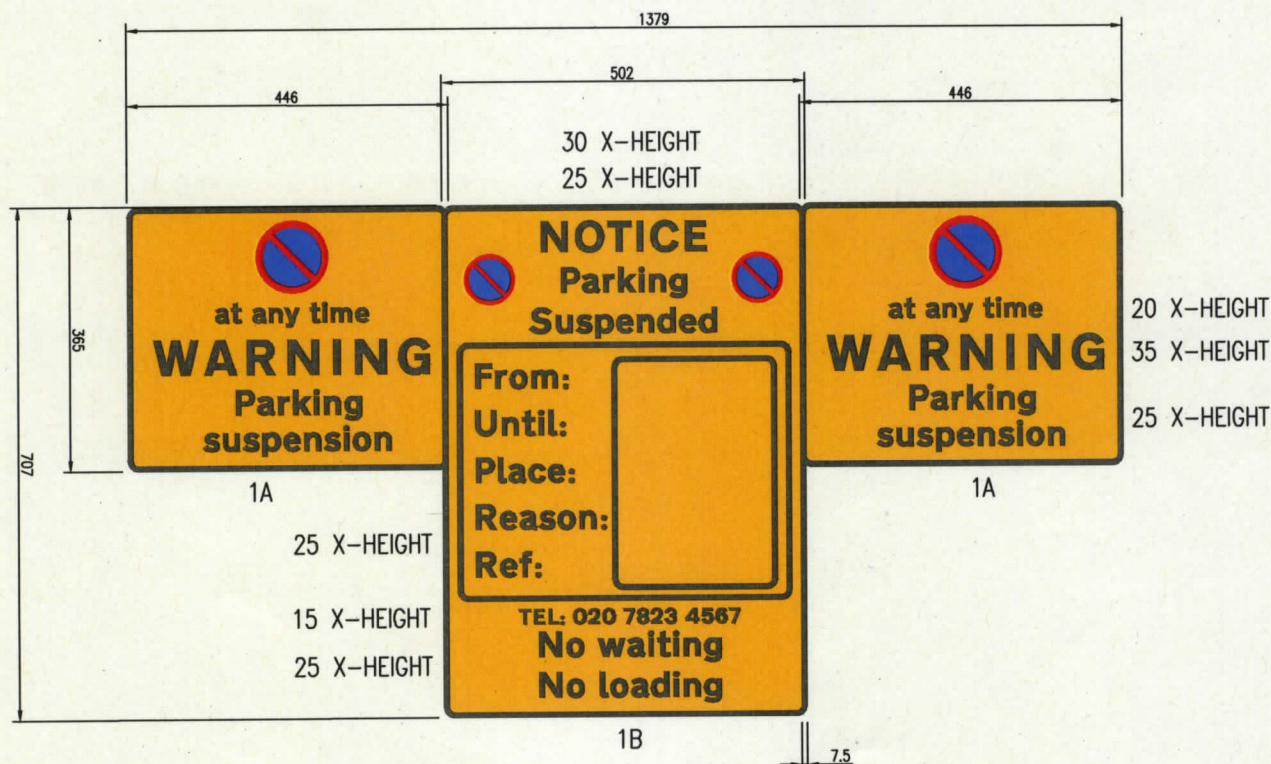 1379
446
502
446
30 X-HEIGHT
25 X-HEIGHT
365
707
at any time
WARNING
Parking
suspension
1A
NOTICE
Parking
Suspended
From:
Until:
Place:
Reason:
Ref:
TEL: 020 7823 4567
No waiting
No loading
1B
7.5
at any time
WARNING
Parking
suspension
1A
20 X-HEIGHT
35 X-HEIGHT
25 X-HEIGHT
25 X-HEIGHT
15 X-HEIGHT
25 X-HEIGHT